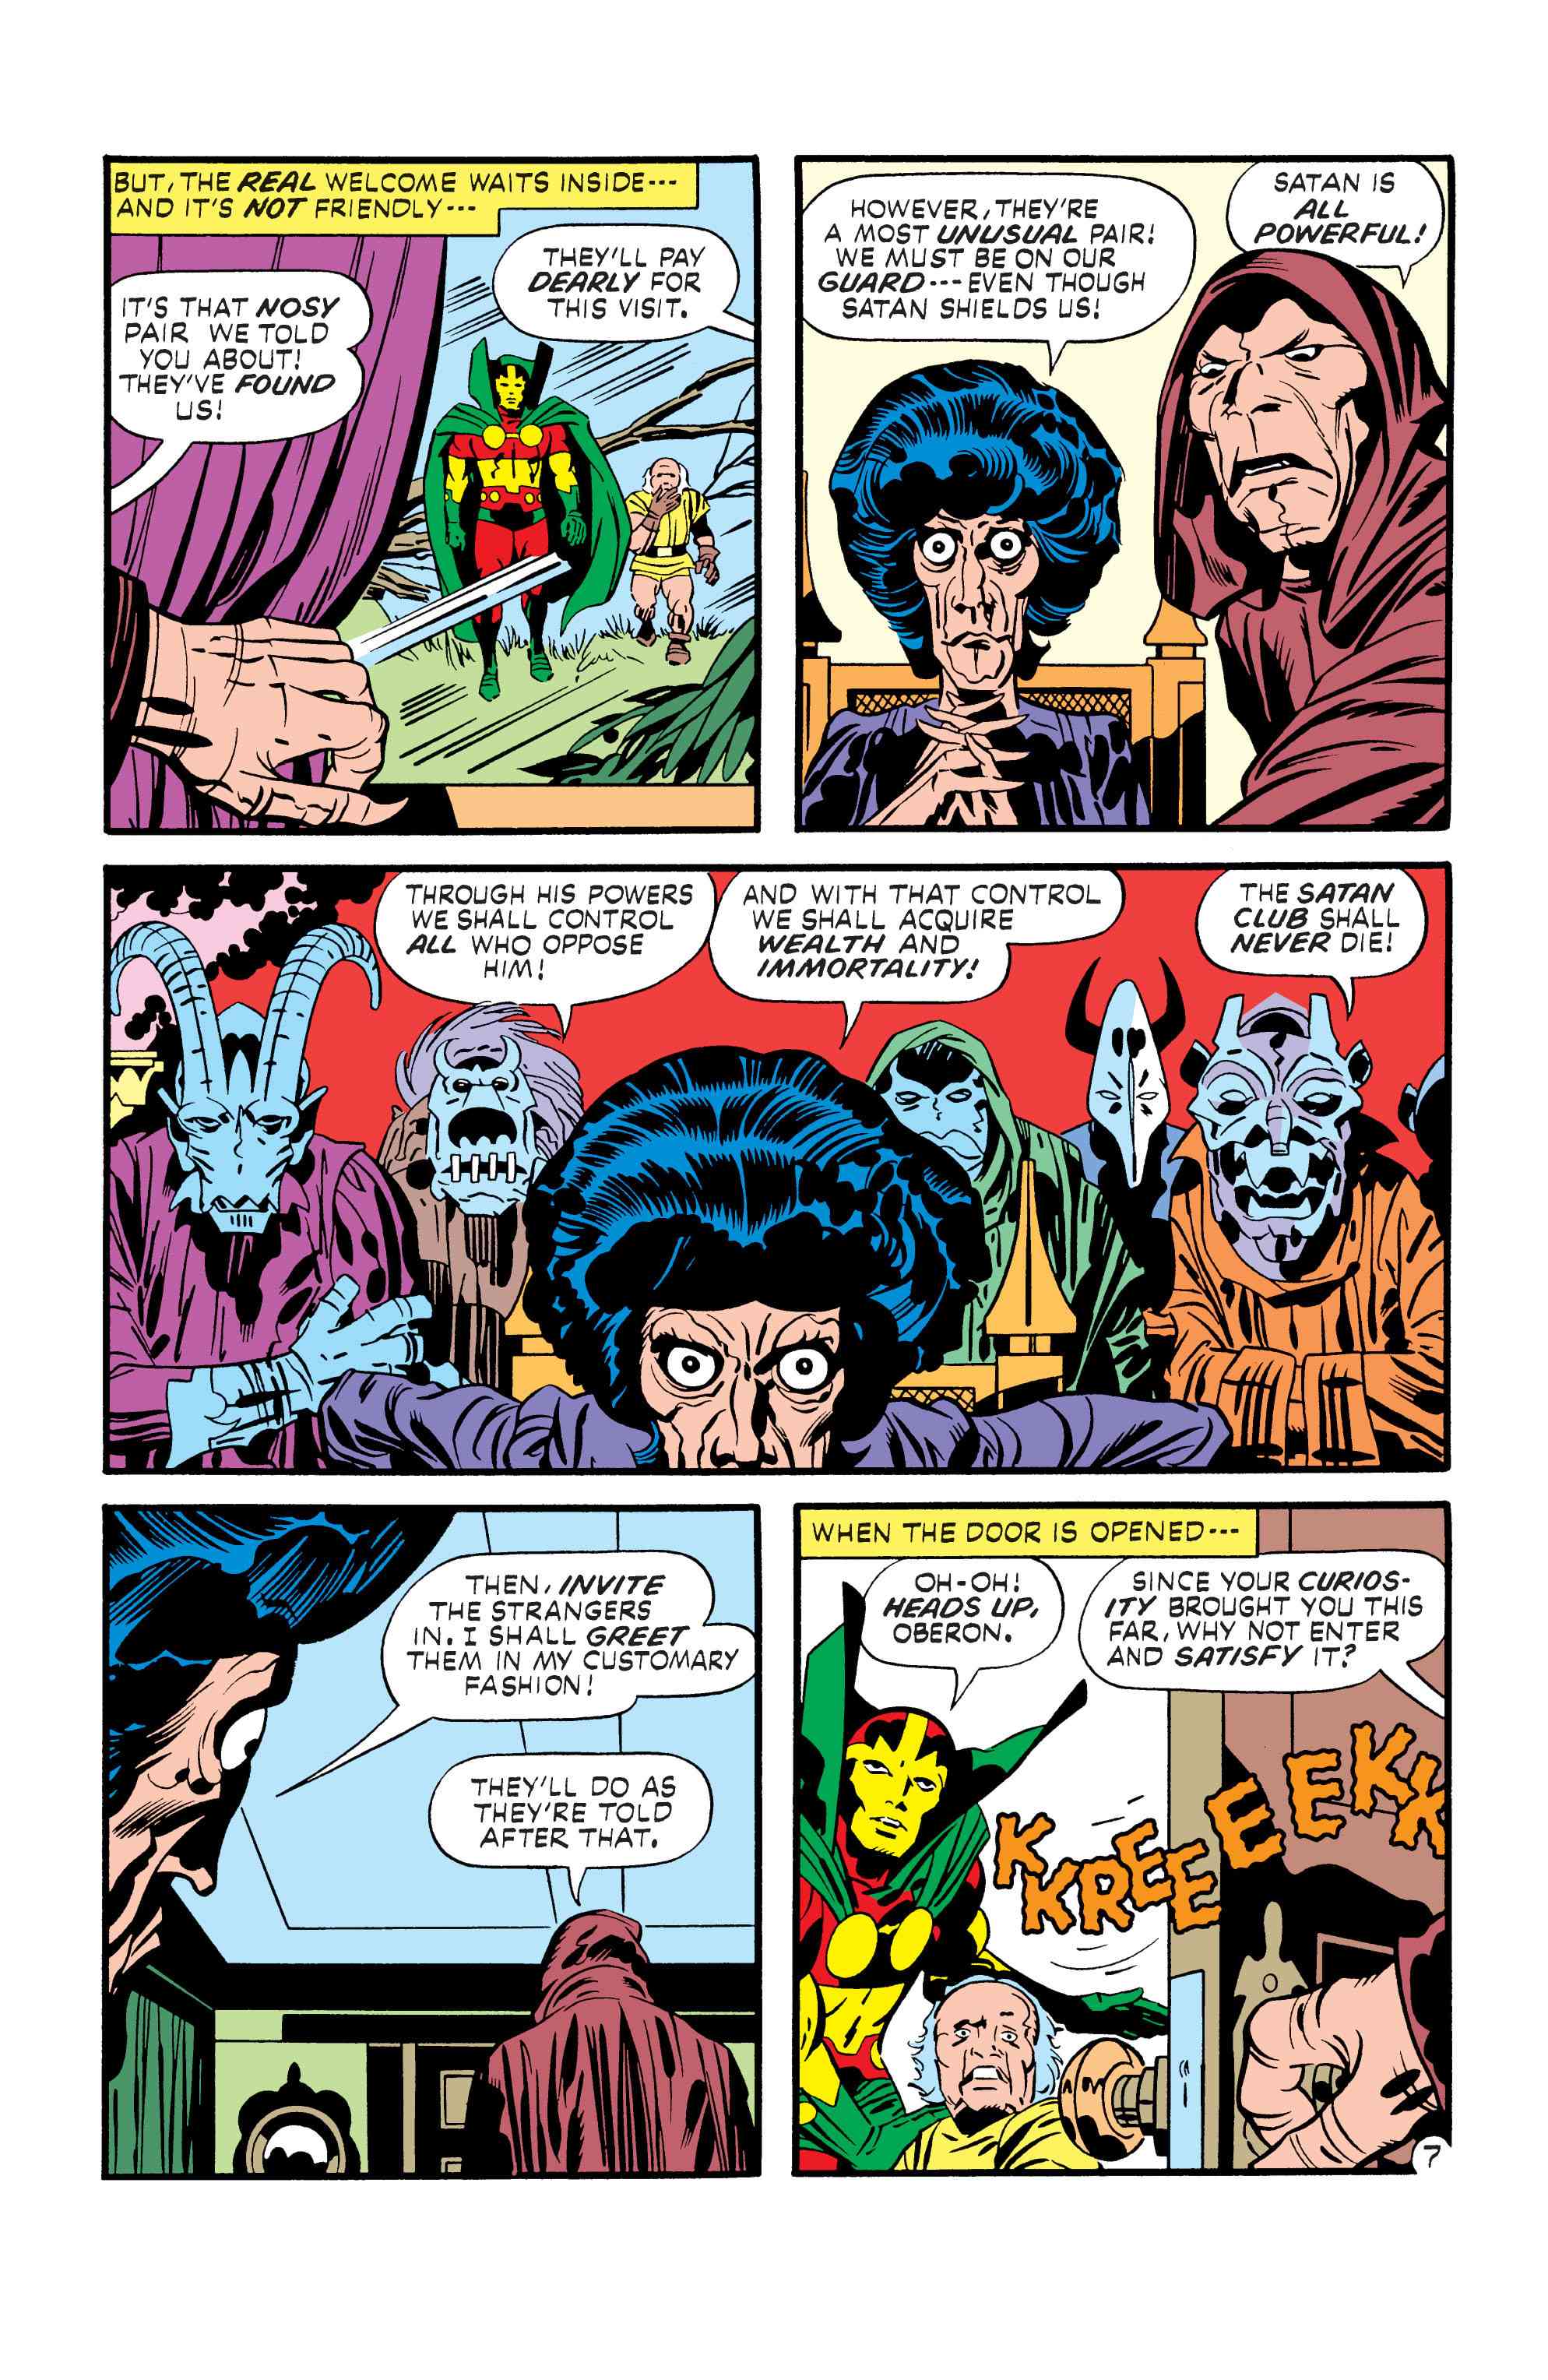 BUT, THE REAL WELCOME WAITS INSIDE---
AND IT'S NOT FRIENDLY---
IT'S THAT NOSY
PAIR WE TOLD
YOU ABOUT!
THEY'VE FOUND
US!
THEY'LL PAY
DEARLY FOR
THIS VISIT.
HOWEVER, THEY'RE
A MOST UNUSUAL PAIR!
WE MUST BE ON OUR
GUARD---EVEN THOUGH
SATAN SHIELDS US!
SATAN IS
ALL
POWERFUL!
THROUGH HIS POWERS
WE SHALL CONTROL
ALL WHO OPPOSE
HIM!
AND WITH THAT CONTROL
WE SHALL ACQUIRE
WEALTH AND
IMMORTALITY!
THE SATAN
CLUB SHALL
NEVER DIE!
THEN, INVITE
THE STRANGERS
IN. I SHALL GREET
THEM IN MY CUSTOMARY
FASHION!
THEY'LL DO AS
THEY'RE TOLD
AFTER THAT.
WHEN THE DOOR IS OPENED---
OH-OH!
HEADS UP,
OBERON.
SINCE YOUR CURIOS-
ITY BROUGHT YOU THIS
FAR, WHY NOT ENTER
AND SATISFY IT?
KKREEEEEKKK
7